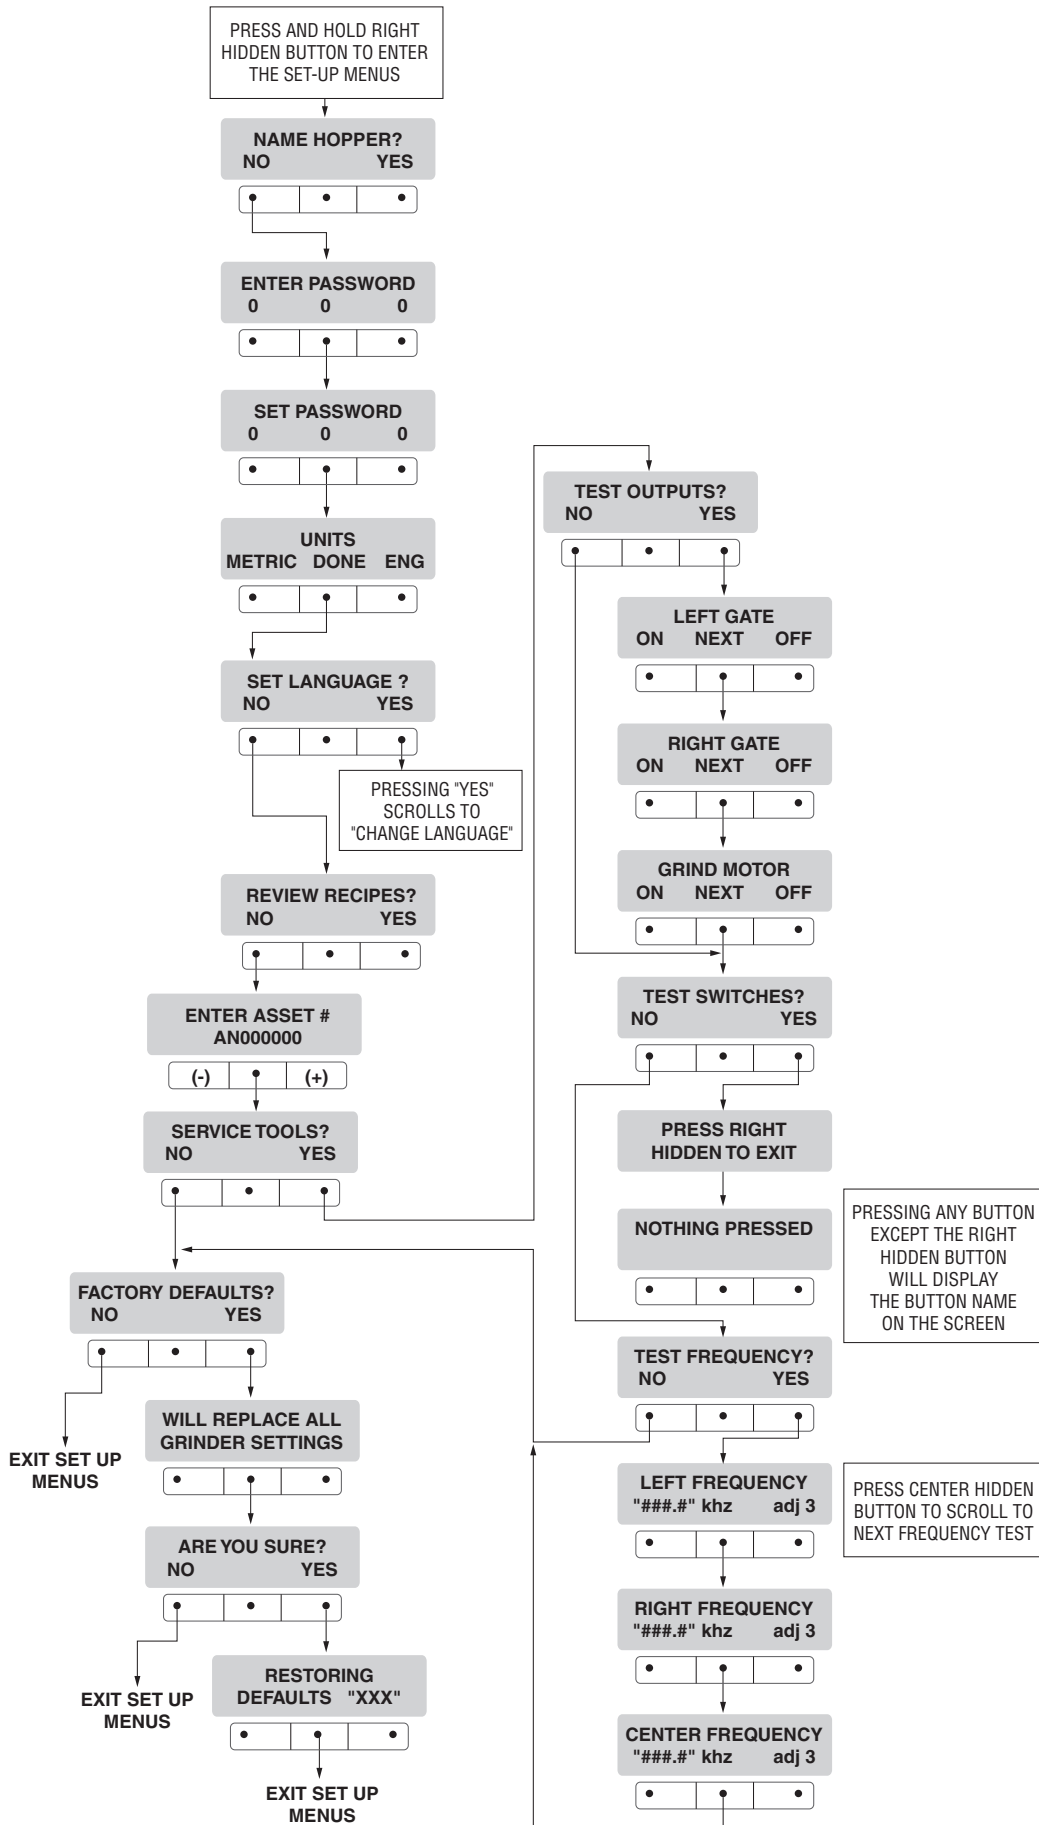 PRESS AND HOLD RIGHT
HIDDEN BUTTON TO ENTER
THE SET-UP MENUS
NAME HOPPER?
NO YES
ENTER PASSWORD
0 0 0
SET PASSWORD
0 0 0
UNITS
METRIC DONE ENG
SET LANGUAGE ?
NO YES
PRESSING "YES"
SCROLLS TO
"CHANGE LANGUAGE"
REVIEW RECIPES?
NO YES
ENTER ASSET #
AN000000
(-) (+)
SERVICE TOOLS?
NO YES
FACTORY DEFAULTS?
NO YES
EXIT SET UP
MENUS
WILL REPLACE ALL
GRINDER SETTINGS
ARE YOU SURE?
NO YES
EXIT SET UP
MENUS
RESTORING
DEFAULTS "XXX"
EXIT SET UP
MENUS
TEST OUTPUTS?
NO YES
LEFT GATE
ON NEXT OFF
RIGHT GATE
ON NEXT OFF
GRIND MOTOR
ON NEXT OFF
TEST SWITCHES?
NO YES
PRESS RIGHT
HIDDEN TO EXIT
NOTHING PRESSED
PRESSING ANY BUTTON
EXCEPT THE RIGHT
HIDDEN BUTTON
WILL DISPLAY
THE BUTTON NAME
ON THE SCREEN
TEST FREQUENCY?
NO YES
LEFT FREQUENCY
"###.#" khz adj 3
PRESS CENTER HIDDEN
BUTTON TO SCROLL TO
NEXT FREQUENCY TEST
RIGHT FREQUENCY
"###.#" khz adj 3
CENTER FREQUENCY
"###.#" khz adj 3